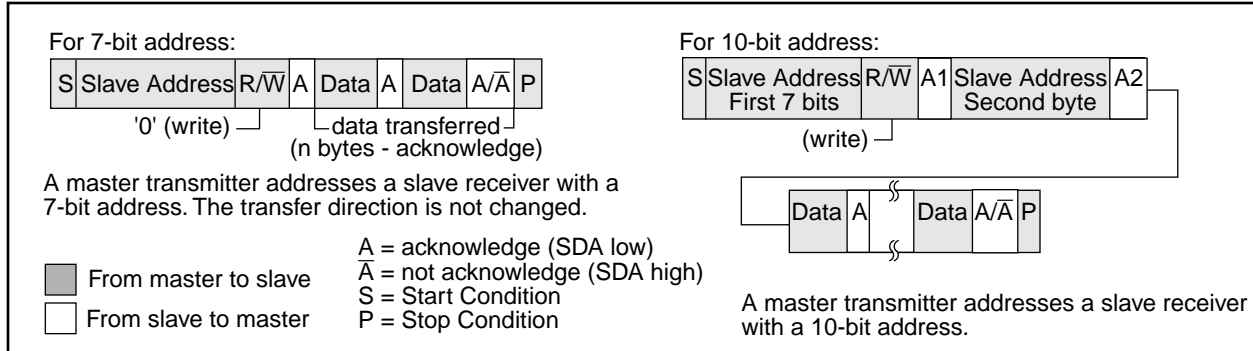 For 7-bit address:
S Slave Address R/W̅ A Data A Data A/A̅ P
'0' (write) data transferred
(n bytes - acknowledge)
A master transmitter addresses a slave receiver with a
7-bit address. The transfer direction is not changed.
From master to slave
From slave to master
A = acknowledge (SDA low)
A̅ = not acknowledge (SDA high)
S = Start Condition
P = Stop Condition
For 10-bit address:
S Slave Address R/W̅ A1 Slave Address A2
First 7 bits Second byte
(write)
Data A Data A/A̅ P
A master transmitter addresses a slave receiver
with a 10-bit address.